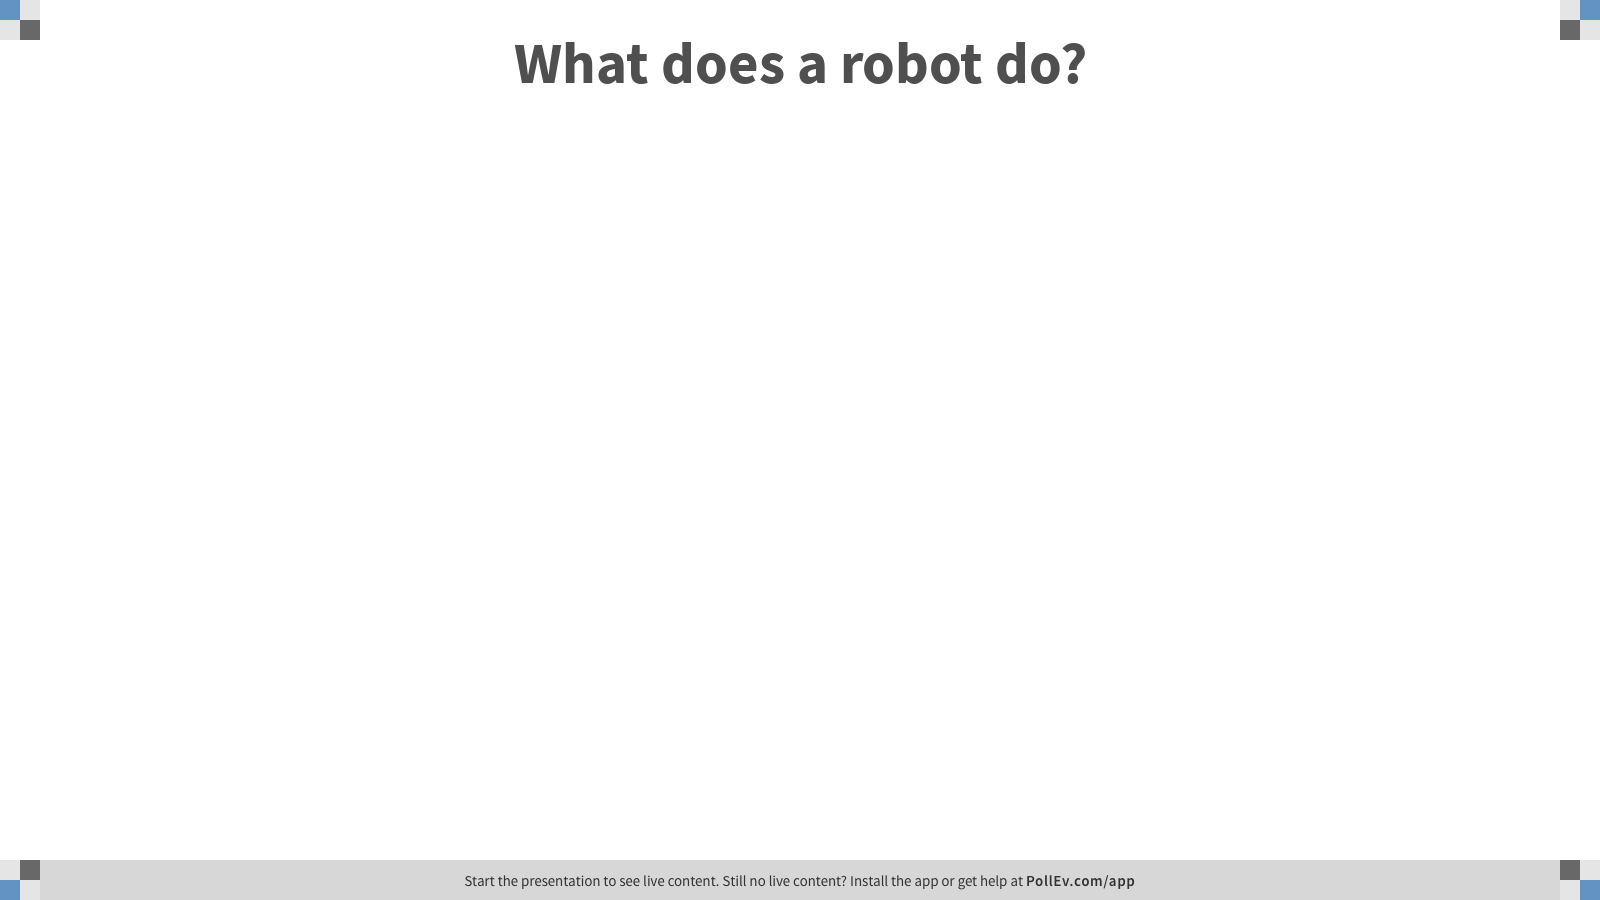 What does a robot do?
Start the presentation to see live content. Still no live content? Install the app or get help at PollEv.com/app